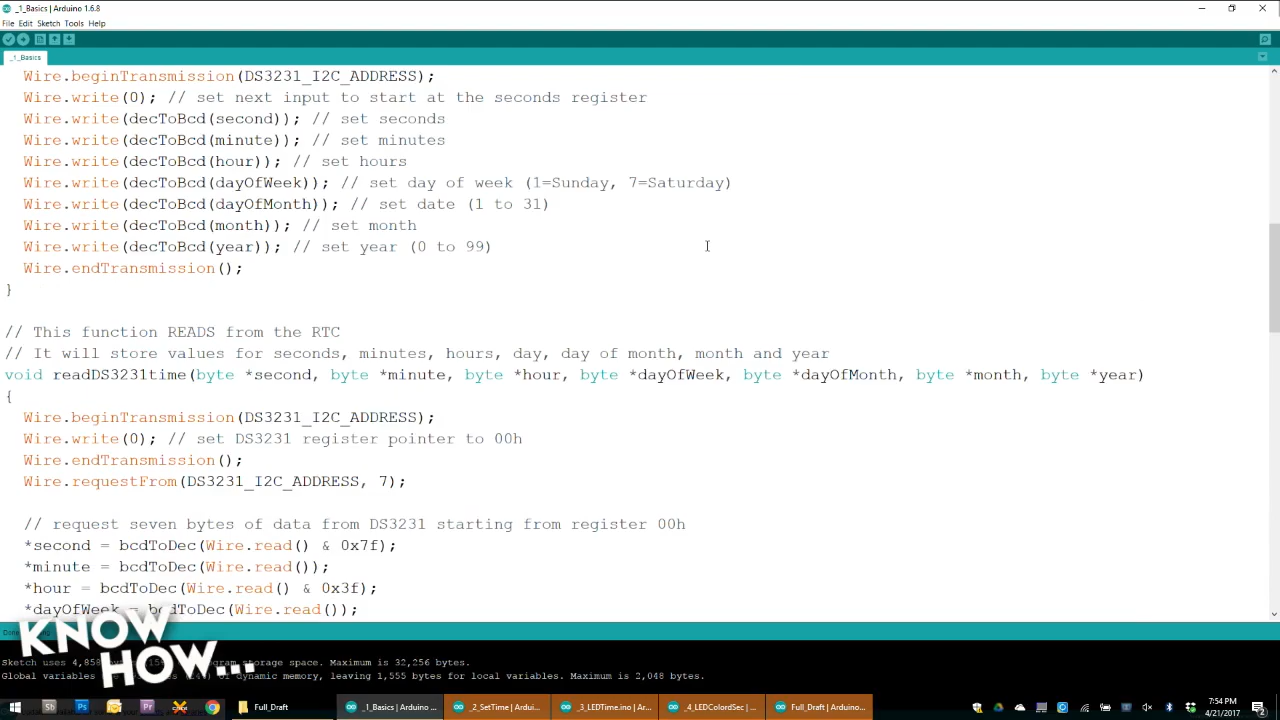 _1_Basics | Arduino 1.6.8
File Edit Sketch Tools Help
_1_Basics
Wire.beginTransmission(DS3231_I2C_ADDRESS);
Wire.write(0); // set next input to start at the seconds register
Wire.write(decToBcd(second)); // set seconds
Wire.write(decToBcd(minute)); // set minutes
Wire.write(decToBcd(hour)); // set hours
Wire.write(decToBcd(dayOfWeek)); // set day of week (1=Sunday, 7=Saturday)
Wire.write(decToBcd(dayOfMonth)); // set date (1 to 31)
Wire.write(decToBcd(month)); // set month
Wire.write(decToBcd(year)); // set year (0 to 99)
Wire.endTransmission();
}
// This function READS from the RTC
// It will store values for seconds, minutes, hours, day, day of month, month and year
void readDS3231time(byte *second, byte *minute, byte *hour, byte *dayOfWeek, byte *dayOfMonth, byte *month, byte *year)
{
Wire.beginTransmission(DS3231_I2C_ADDRESS);
Wire.write(0); // set DS3231 register pointer to 00h
Wire.endTransmission();
Wire.requestFrom(DS3231_I2C_ADDRESS, 7);
// request seven bytes of data from DS3231 starting from register 00h
*second = bcdToDec(Wire.read() & 0x7f);
*minute = bcdToDec(Wire.read());
*hour = bcdToDec(Wire.read() & 0x3f);
*dayOfWeek = bcdToDec(Wire.read());
KNOW
HOW...
Sketch uses 4,858 storage space. Maximum is 32,256 bytes.
Global variables of dynamic memory, leaving 1,555 bytes for local variables. Maximum is 2,048 bytes.
Sb Ps Pr Full_Draft _1_Basics | Arduino ... _2_SetTime | Arduin... _3_LEDTime.ino | Ar... _4_LEDColordSec | ... Full_Draft | Arduino... 7:54 PM
4/21/2017